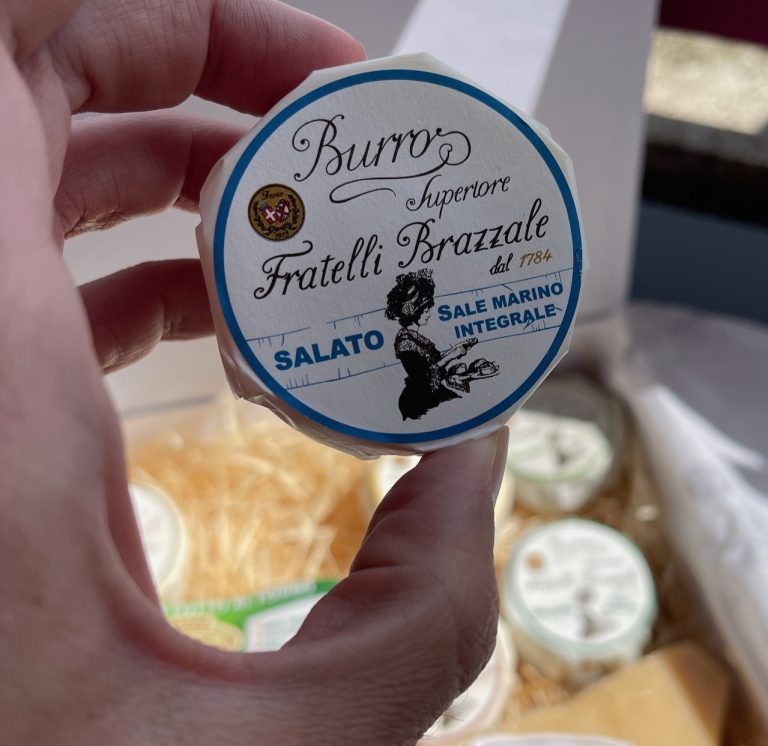 Burro
Superiore
Fratelli Brazzale
dal 1784
SALATO
SALE MARINO
INTEGRALE